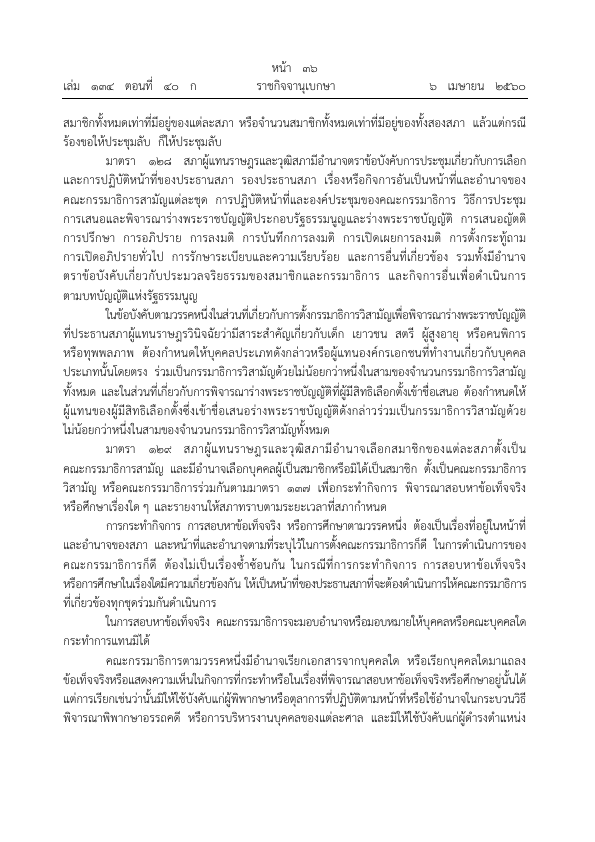 หน้า ๓๖
เล่ม ๑๓๔ ตอนที่ ๔๐ ก ราชกิจจานุเบกษา ๖ เมษายน ๒๕๖๐
สมาชิกทั้งหมดเท่าที่มีอยู่ของแต่ละสภา หรือจำนวนสมาชิกทั้งหมดเท่าที่มีอยู่ของทั้งสองสภา แล้วแต่กรณี
ร้องขอให้ประชุมลับ ก็ให้ประชุมลับ
มาตรา ๑๒๘ สภาผู้แทนราษฎรและวุฒิสภามีอำนาจตราข้อบังคับการประชุมเกี่ยวกับการเลือก
และการปฏิบัติหน้าที่ของประธานสภา รองประธานสภา เรื่องหรือกิจการอันเป็นหน้าที่และอำนาจของ
คณะกรรมาธิการสามัญแต่ละชุด การปฏิบัติหน้าที่และองค์ประชุมของคณะกรรมาธิการ วิธีการประชุม
การเสนอและพิจารณาร่างพระราชบัญญัติประกอบรัฐธรรมนูญและร่างพระราชบัญญัติ การเสนอญัตติ
การปรึกษา การอภิปราย การลงมติ การบันทึกการลงมติ การเปิดเผยการลงมติ การตั้งกระทู้ถาม
การเปิดอภิปรายทั่วไป การรักษาระเบียบและความเรียบร้อย และการอื่นที่เกี่ยวข้อง รวมทั้งมีอำนาจ
ตราข้อบังคับเกี่ยวกับประมวลจริยธรรมของสมาชิกและกรรมาธิการ และกิจการอื่นเพื่อดำเนินการ
ตามบทบัญญัติแห่งรัฐธรรมนูญ
ในข้อบังคับตามวรรคหนึ่งในส่วนที่เกี่ยวกับการตั้งกรรมาธิการวิสามัญเพื่อพิจารณาร่างพระราชบัญญัติ
ที่ประธานสภาผู้แทนราษฎรวินิจฉัยว่ามีสาระสำคัญเกี่ยวกับเด็ก เยาวชน สตรี ผู้สูงอายุ หรือคนพิการ
หรือทุพพลภาพ ต้องกำหนดให้บุคคลประเภทดังกล่าวหรือผู้แทนองค์กรเอกชนที่ทำงานเกี่ยวกับบุคคล
ประเภทนั้นโดยตรง ร่วมเป็นกรรมาธิการวิสามัญด้วยไม่น้อยกว่าหนึ่งในสามของจำนวนกรรมาธิการวิสามัญ
ทั้งหมด และในส่วนที่เกี่ยวกับการพิจารณาร่างพระราชบัญญัติที่ผู้มีสิทธิเลือกตั้งเข้าชื่อเสนอ ต้องกำหนดให้
ผู้แทนของผู้มีสิทธิเลือกตั้งซึ่งเข้าชื่อเสนอร่างพระราชบัญญัติดังกล่าวร่วมเป็นกรรมาธิการวิสามัญด้วย
ไม่น้อยกว่าหนึ่งในสามของจำนวนกรรมาธิการวิสามัญทั้งหมด
มาตรา ๑๒๙ สภาผู้แทนราษฎรและวุฒิสภามีอำนาจเลือกสมาชิกของแต่ละสภาตั้งเป็น
คณะกรรมาธิการสามัญ และมีอำนาจเลือกบุคคลผู้เป็นสมาชิกหรือมิได้เป็นสมาชิก ตั้งเป็นคณะกรรมาธิการ
วิสามัญ หรือคณะกรรมาธิการร่วมกันตามมาตรา ๑๓๗ เพื่อกระทำกิจการ พิจารณาสอบหาข้อเท็จจริง
หรือศึกษาเรื่องใด ๆ และรายงานให้สภาทราบตามระยะเวลาที่สภากำหนด
การกระทำกิจการ การสอบหาข้อเท็จจริง หรือการศึกษาตามวรรคหนึ่ง ต้องเป็นเรื่องที่อยู่ในหน้าที่
และอำนาจของสภา และหน้าที่และอำนาจตามที่ระบุไว้ในการตั้งคณะกรรมาธิการก็ดี ในการดำเนินการของ
คณะกรรมาธิการก็ดี ต้องไม่เป็นเรื่องซ้ำซ้อนกัน ในกรณีที่การกระทำกิจการ การสอบหาข้อเท็จจริง
หรือการศึกษาในเรื่องใดมีความเกี่ยวข้องกัน ให้เป็นหน้าที่ของประธานสภาที่จะต้องดำเนินการให้คณะกรรมาธิการ
ที่เกี่ยวข้องทุกชุดร่วมกันดำเนินการ
ในการสอบหาข้อเท็จจริง คณะกรรมาธิการจะมอบอำนาจหรือมอบหมายให้บุคคลหรือคณะบุคคลใด
กระทำการแทนมิได้
คณะกรรมาธิการตามวรรคหนึ่งมีอำนาจเรียกเอกสารจากบุคคลใด หรือเรียกบุคคลใดมาแถลง
ข้อเท็จจริงหรือแสดงความเห็นในกิจการที่กระทำหรือในเรื่องที่พิจารณาสอบหาข้อเท็จจริงหรือศึกษาอยู่นั้นได้
แต่การเรียกเช่นว่านั้นมิให้ใช้บังคับแก่ผู้พิพากษาหรือตุลาการที่ปฏิบัติตามหน้าที่หรือใช้อำนาจในกระบวนวิธี
พิจารณาพิพากษาอรรถคดี หรือการบริหารงานบุคคลของแต่ละศาล และมิให้ใช้บังคับแก่ผู้ดำรงตำแหน่ง